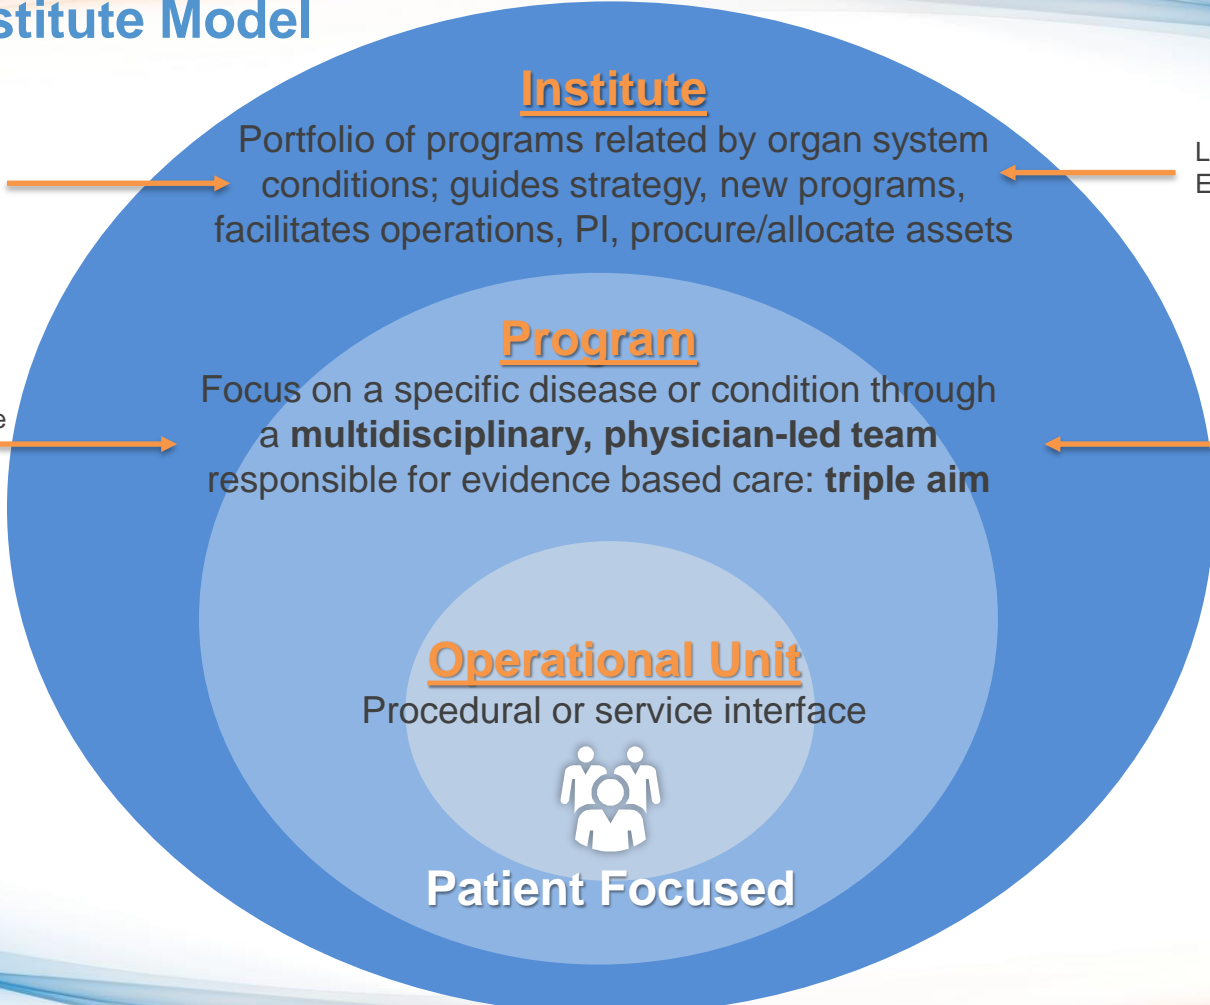 stitute Model
Institute
Portfolio of programs related by organ system
conditions; guides strategy, new programs,
facilitates operations, PI, procure/allocate assets
L
E
Program
Focus on a specific disease or condition through
a multidisciplinary, physician-led team
responsible for evidence based care: triple aim
e
Operational Unit
Procedural or service interface
Patient Focused